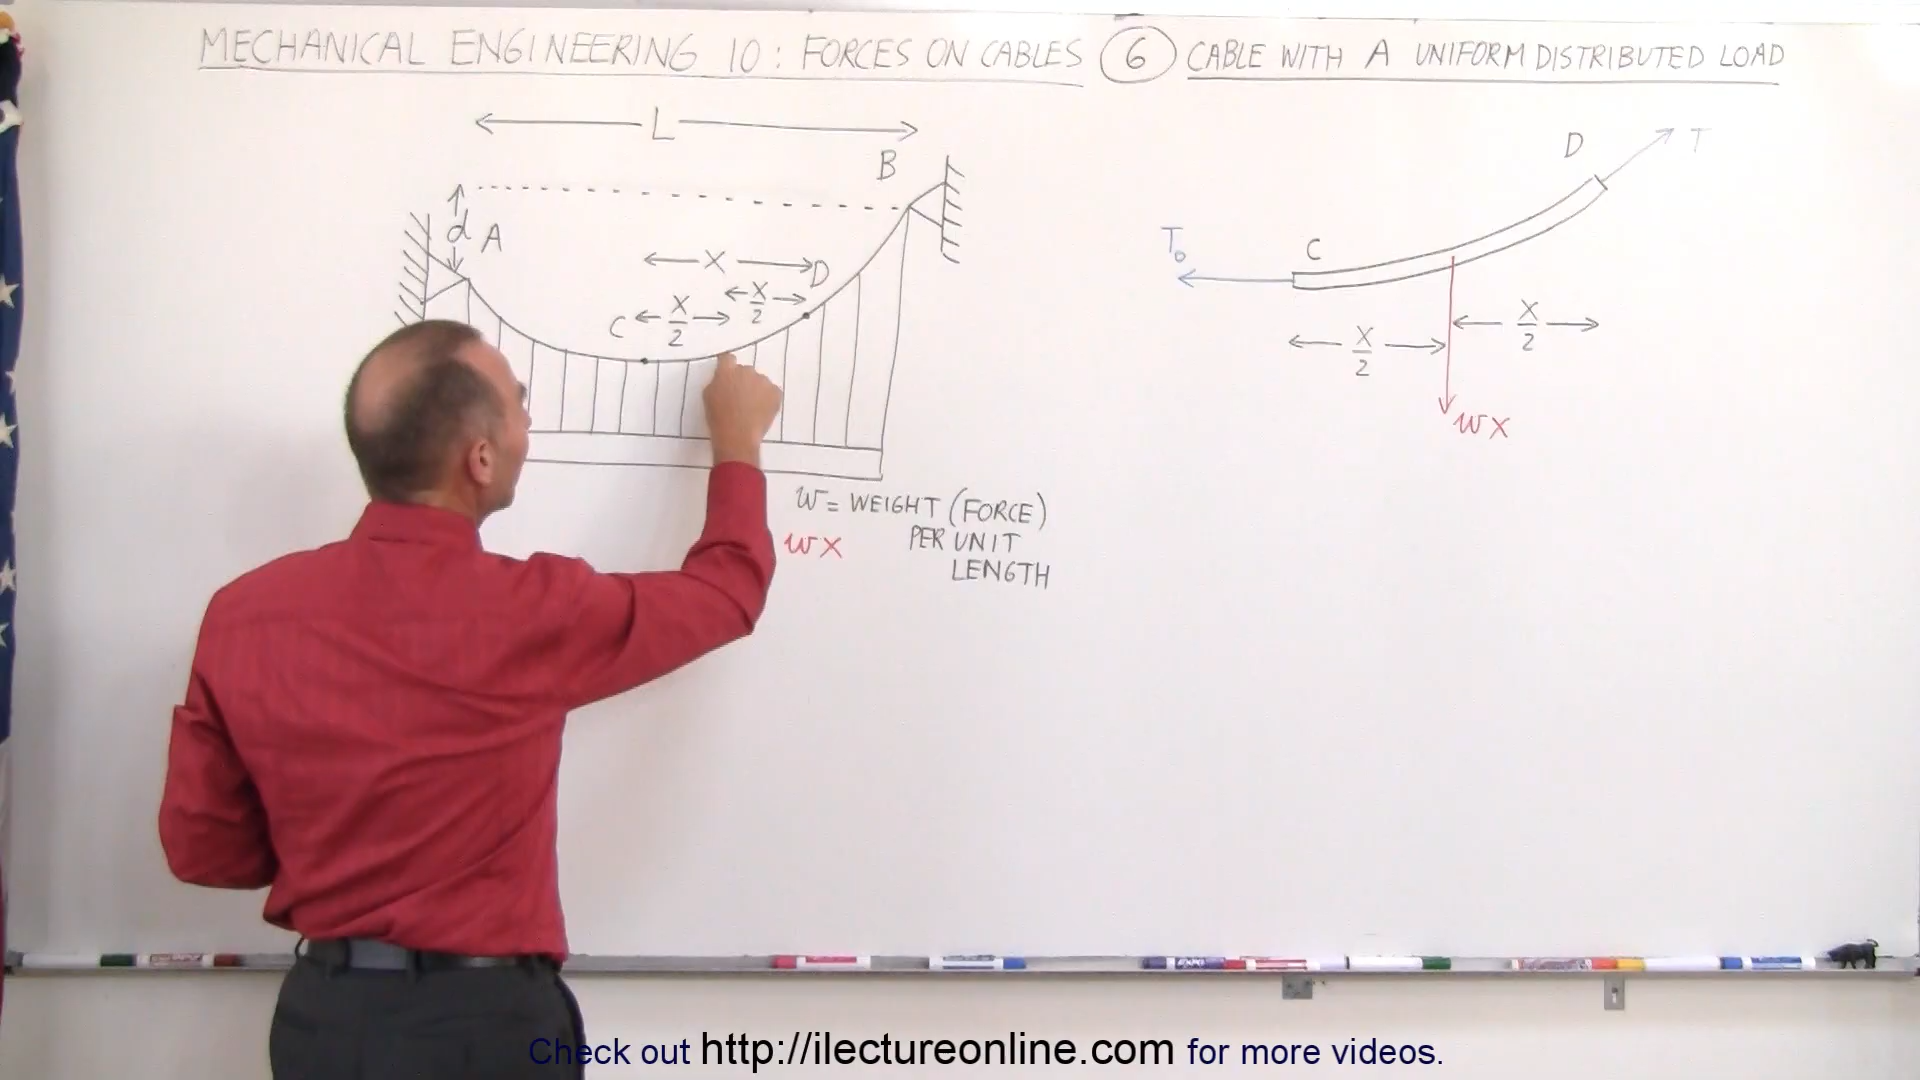 MECHANICAL ENGINEERING 10: FORCES ON CABLES 6 CABLE WITH A UNIFORM DISTRIBUTED LOAD
L
B
d A
X
D
C X/2 X/2
w = WEIGHT (FORCE)
PER UNIT
LENGTH
wx
D T
T₀ C
X/2 X/2
wx
EXPO
Check out http://ilectureonline.com for more videos.